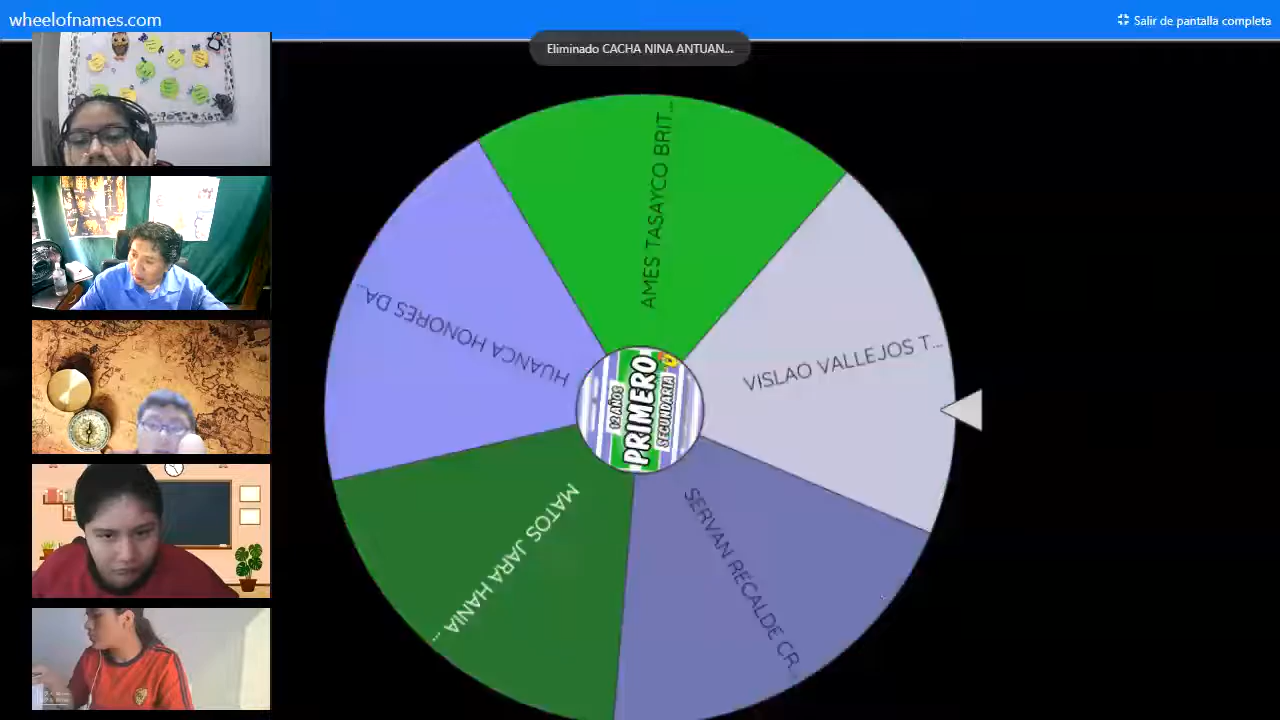 wheelofnames.com
Salir de pantalla completa
Eliminado CACHA NINA ANTUAN...
AMES TASAYCO BRIT...
VISLAO VALLEJOS T...
HUANCA HONORES DA...
SERVAN RECALDE CR...
MATOS JARA HANIA ...
12 AÑOS
PRIMERO
SECUNDARIA